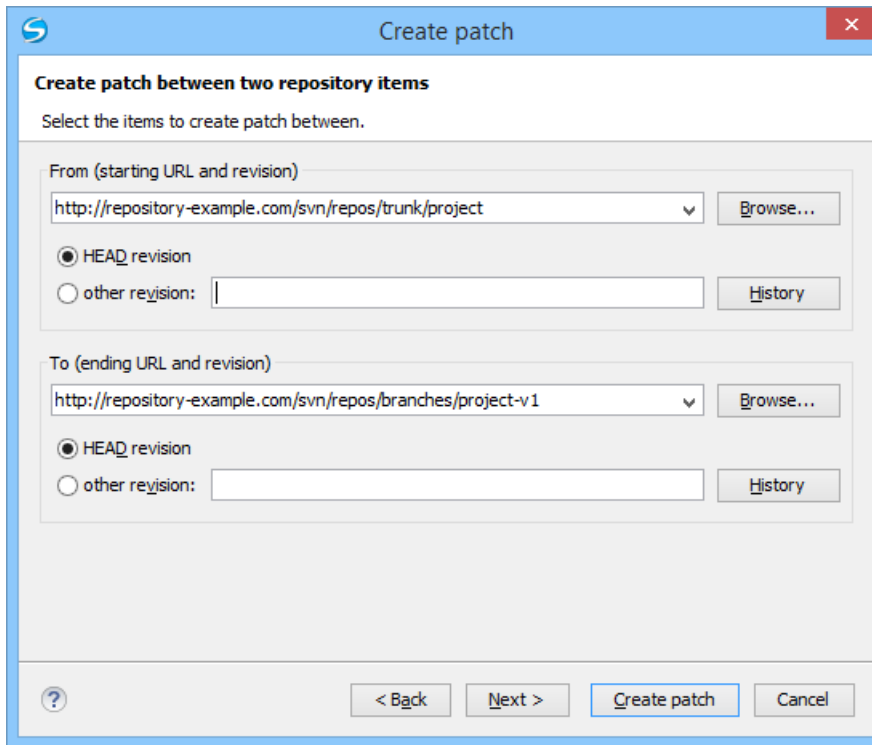 Create patch
Create patch between two repository items
Select the items to create patch between.
From (starting URL and revision)
http://repository-example.com/svn/repos/trunk/project
Browse...
HEAD revision
other revision:
History
To (ending URL and revision)
http://repository-example.com/svn/repos/branches/project-v1
Browse...
HEAD revision
other revision:
History
?
< Back
Next >
Create patch
Cancel